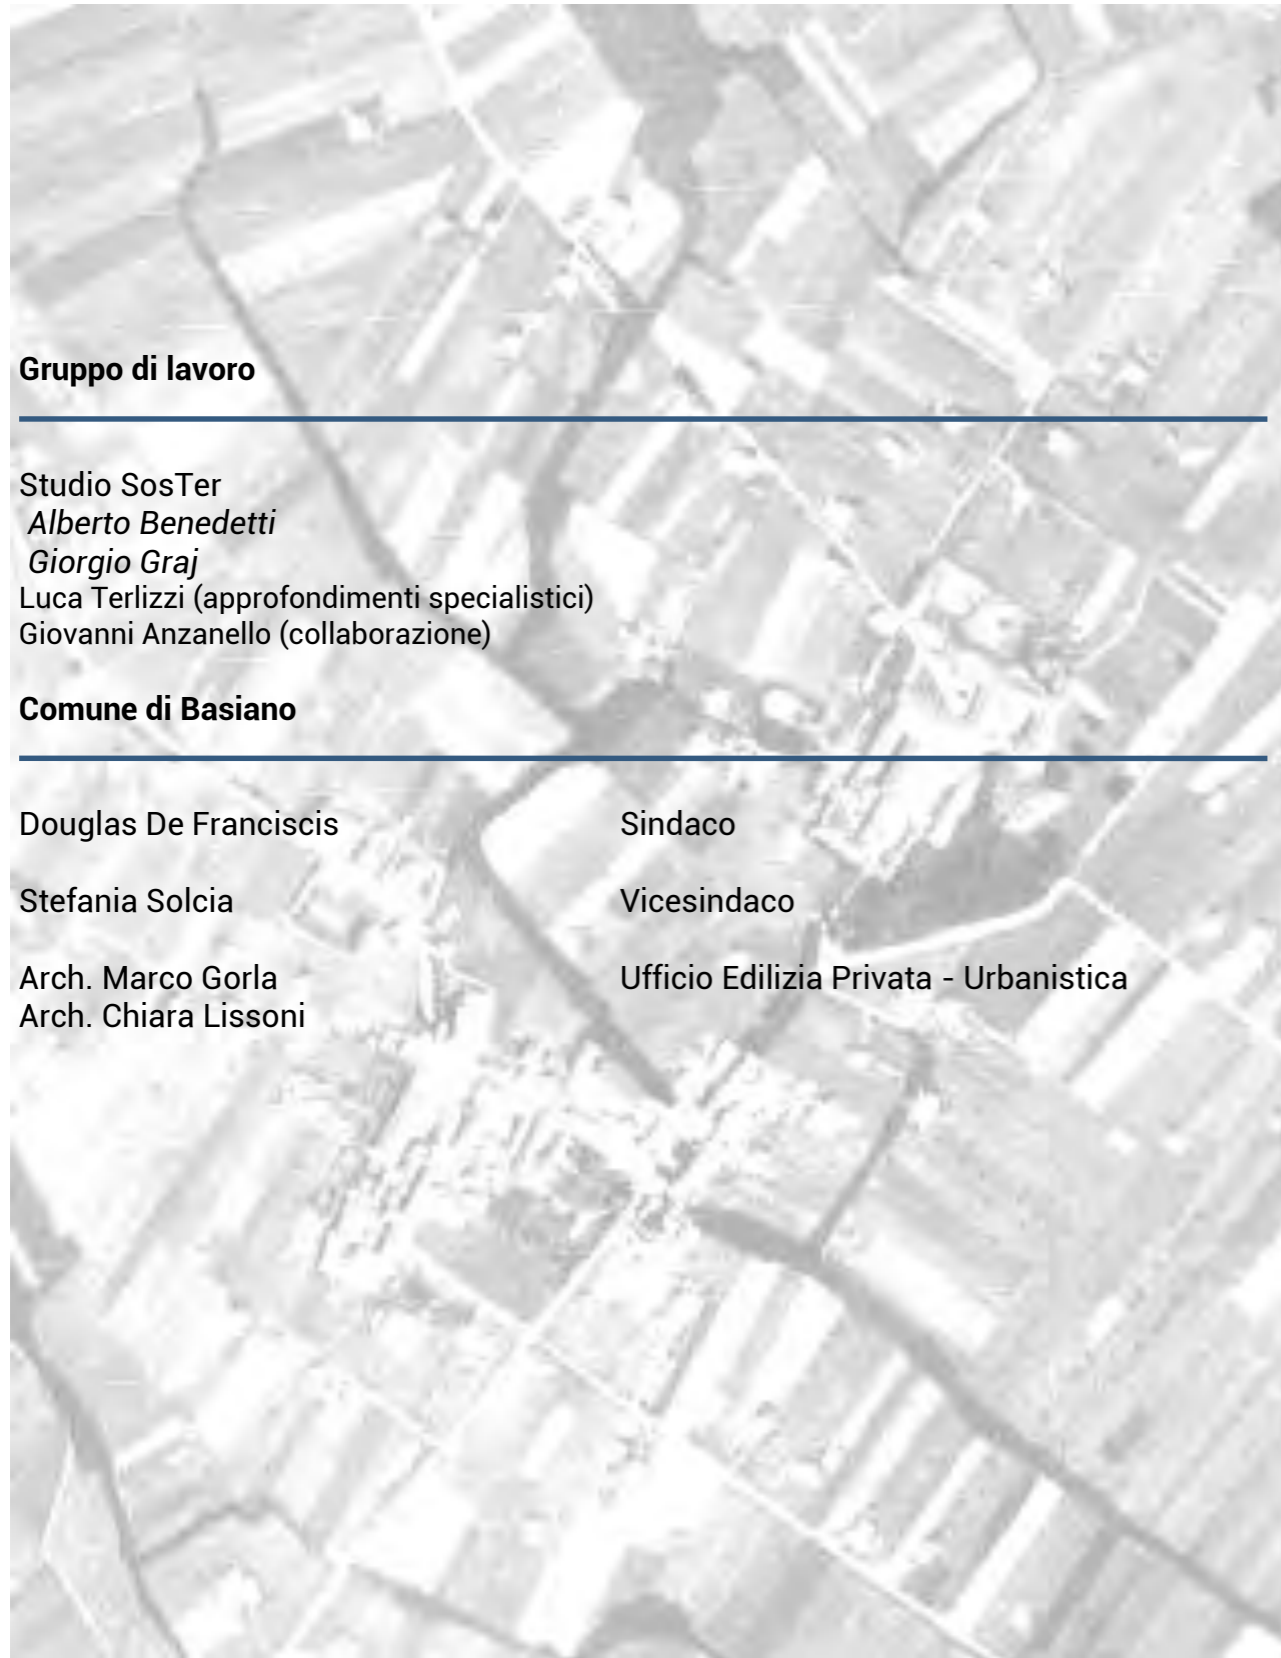 Gruppo di lavoro
Studio SosTer
Alberto Benedetti
Giorgio Graj
Luca Terlizzi (approfondimenti specialistici)
Giovanni Anzanello (collaborazione)
Comune di Basiano
Douglas De Franciscis Sindaco
Stefania Solcia Vicesindaco
Arch. Marco Gorla Ufficio Edilizia Privata - Urbanistica
Arch. Chiara Lissoni